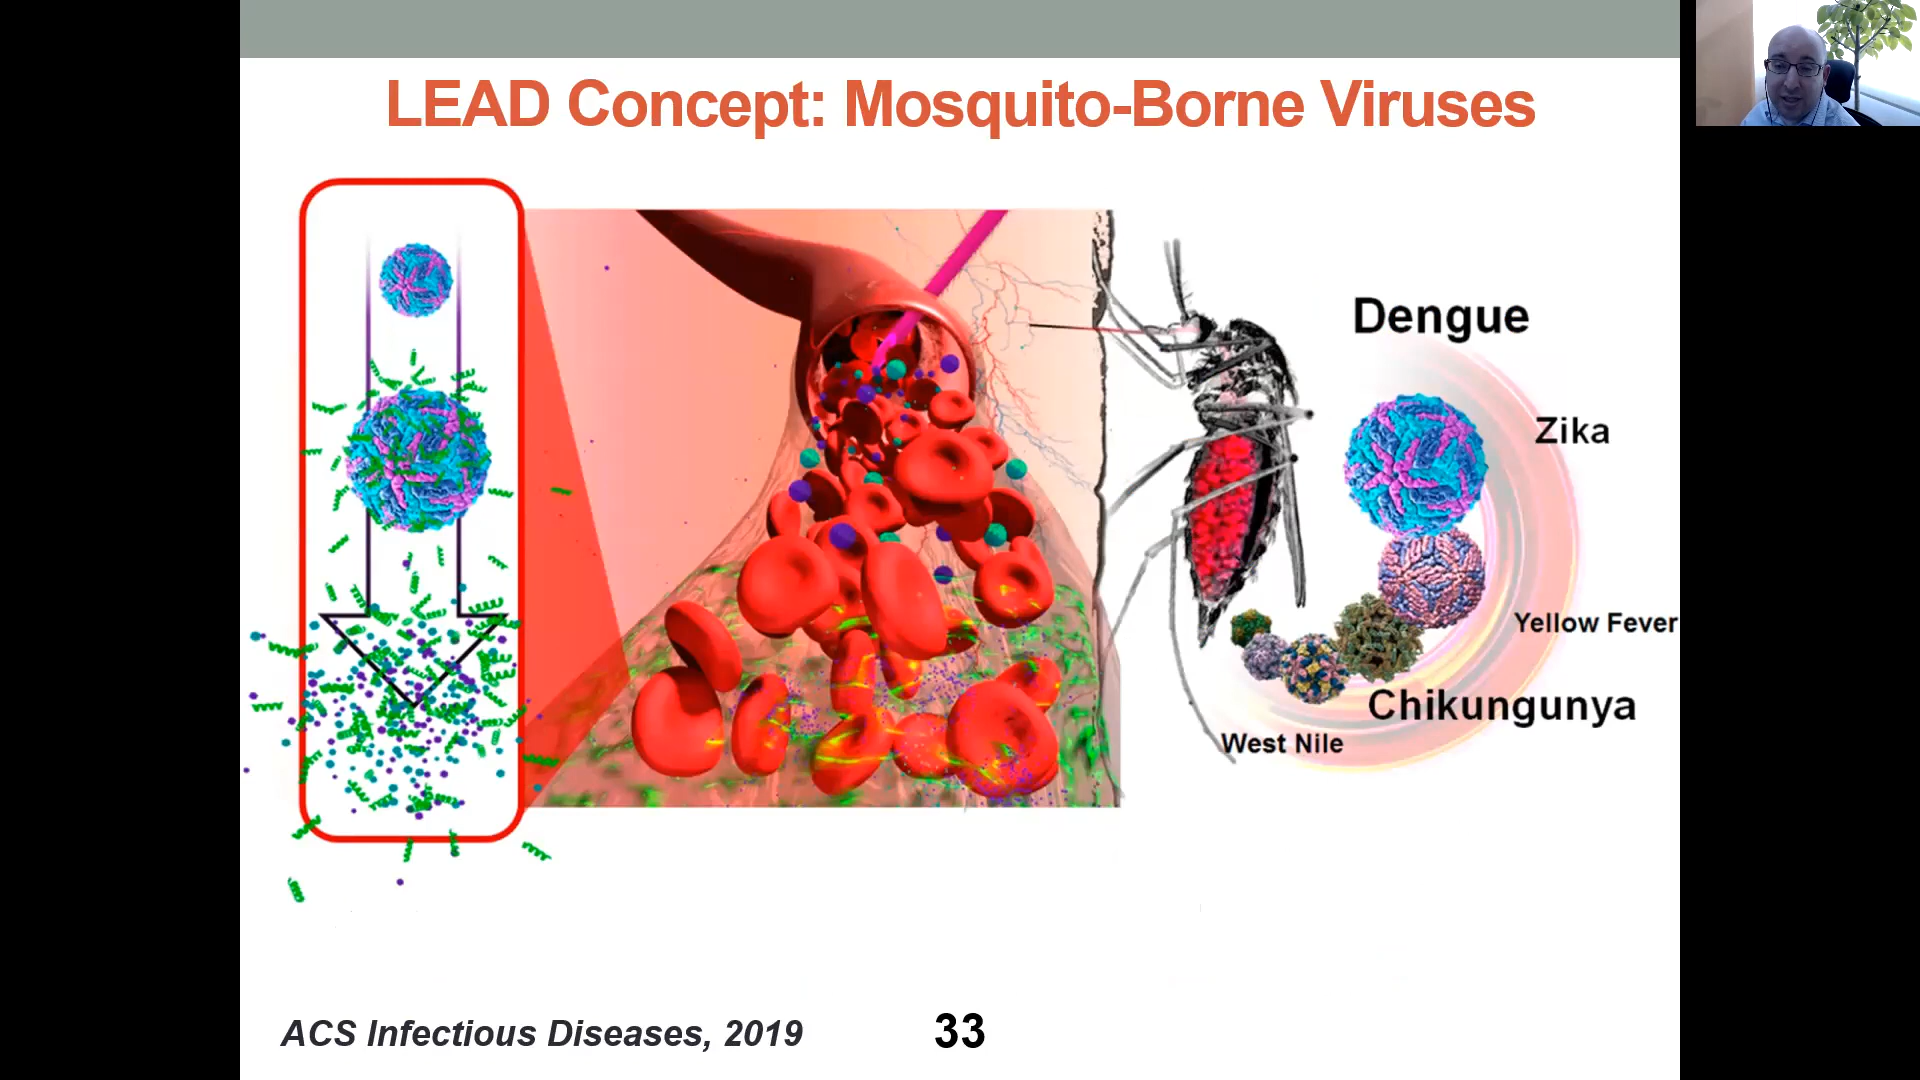 LEAD Concept: Mosquito-Borne Viruses
Dengue
Zika
Yellow Fever
Chikungunya
West Nile
ACS Infectious Diseases, 2019
33